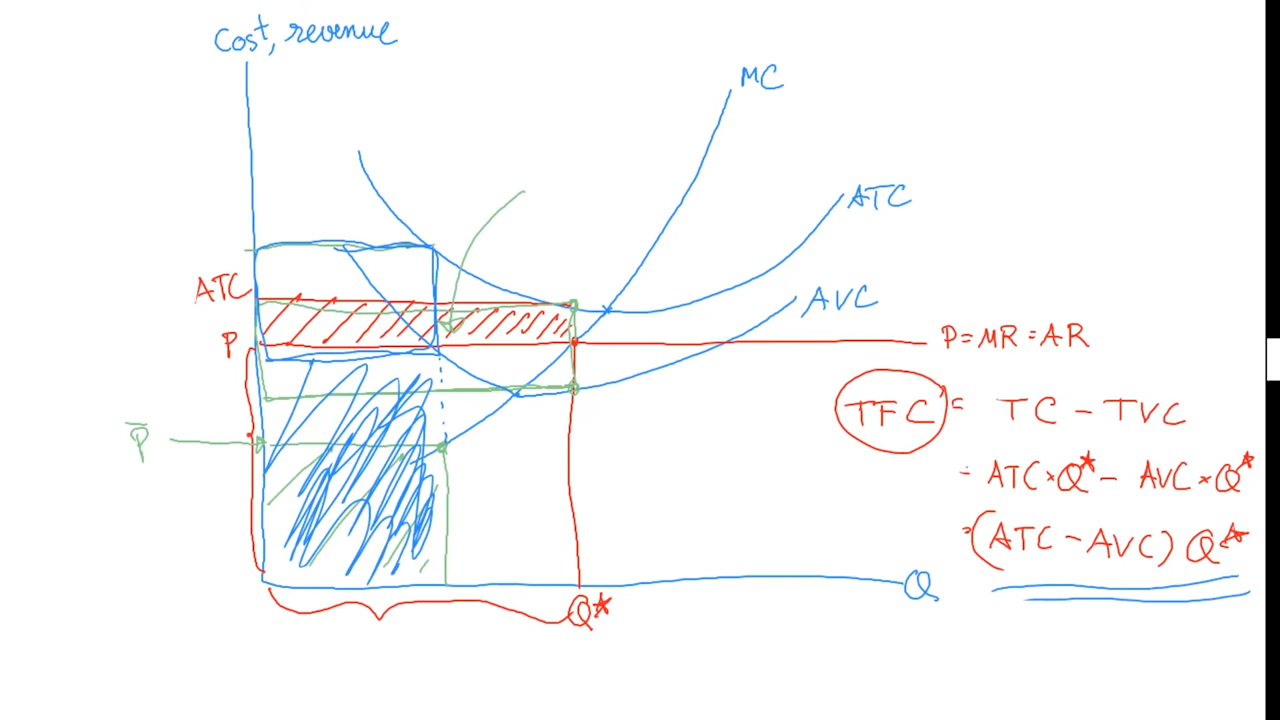 Cost, revenue
MC
ATC
AVC
ATC
P
P = MR = AR
P̄
TFC = TC - TVC
= ATC × Q* - AVC × Q*
= (ATC - AVC) Q*
Q
Q*